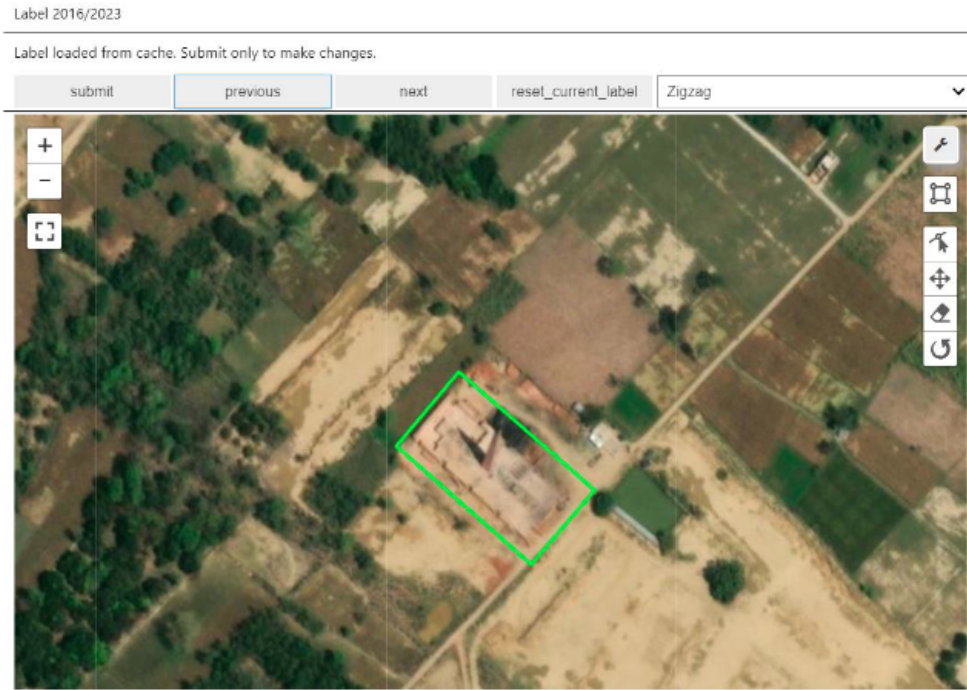 Label 2016/2023
Label loaded from cache. Submit only to make changes.
submit previous next reset_current_label Zigzag
+
−